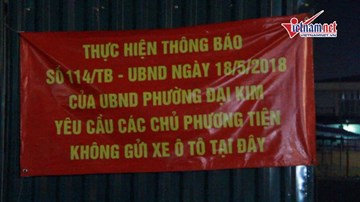 vietnamnet
THỰC HIỆN THÔNG BÁO
SỐ 114/TB - UBND NGÀY 18/5/2018
CỦA UBND PHƯỜNG ĐẠI KIM
YÊU CẦU CÁC CHỦ PHƯƠNG TIỆN
KHÔNG GỬI XE Ô TÔ TẠI ĐÂY